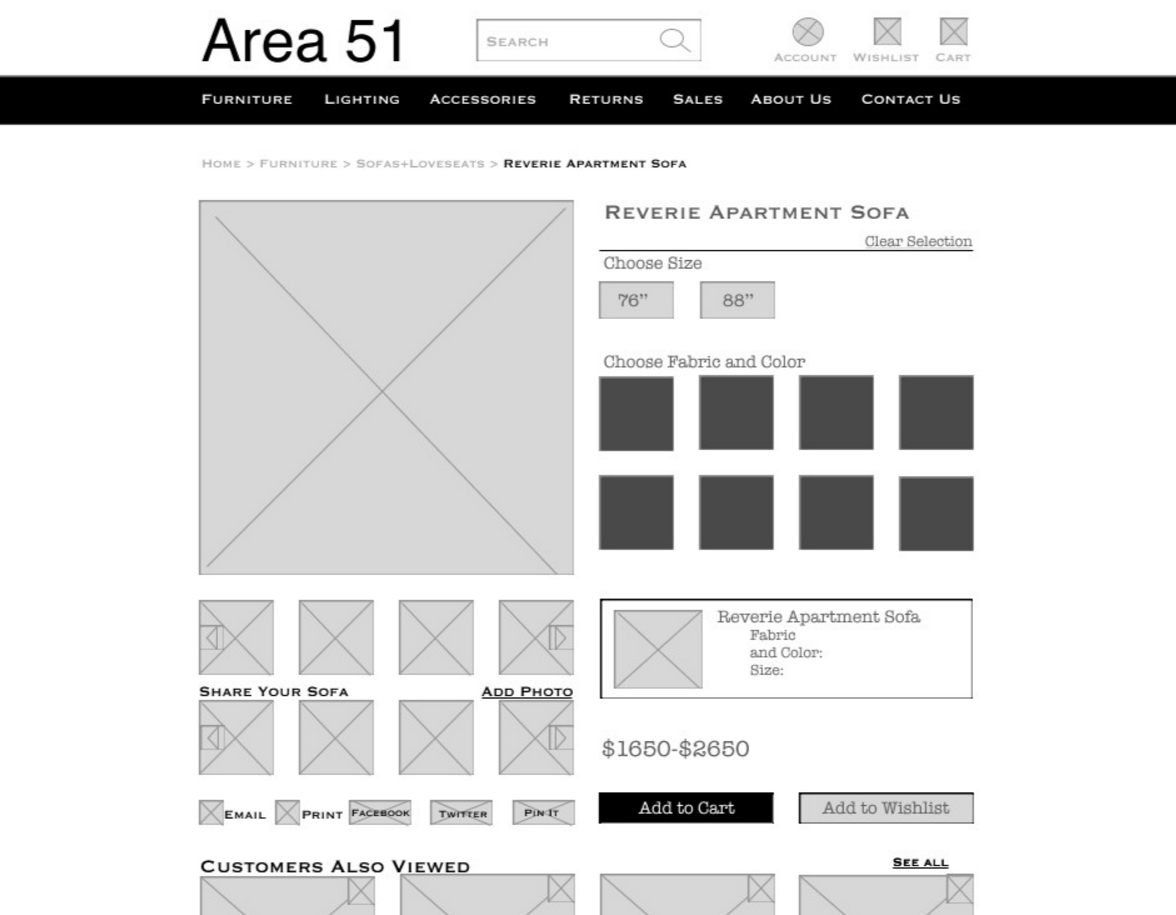 Area 51
Search
Account Wishlist Cart
Furniture Lighting Accessories Returns Sales About Us Contact Us
Home > Furniture > Sofas+Loveseats > Reverie Apartment Sofa
Reverie Apartment Sofa
Clear Selection
Choose Size
76” 88”
Choose Fabric and Color
Reverie Apartment Sofa
Fabric
and Color:
Size:
Share Your Sofa Add Photo
$1650-$2650
Email Print Facebook Twitter Pin It
Add to Cart Add to Wishlist
Customers Also Viewed See all